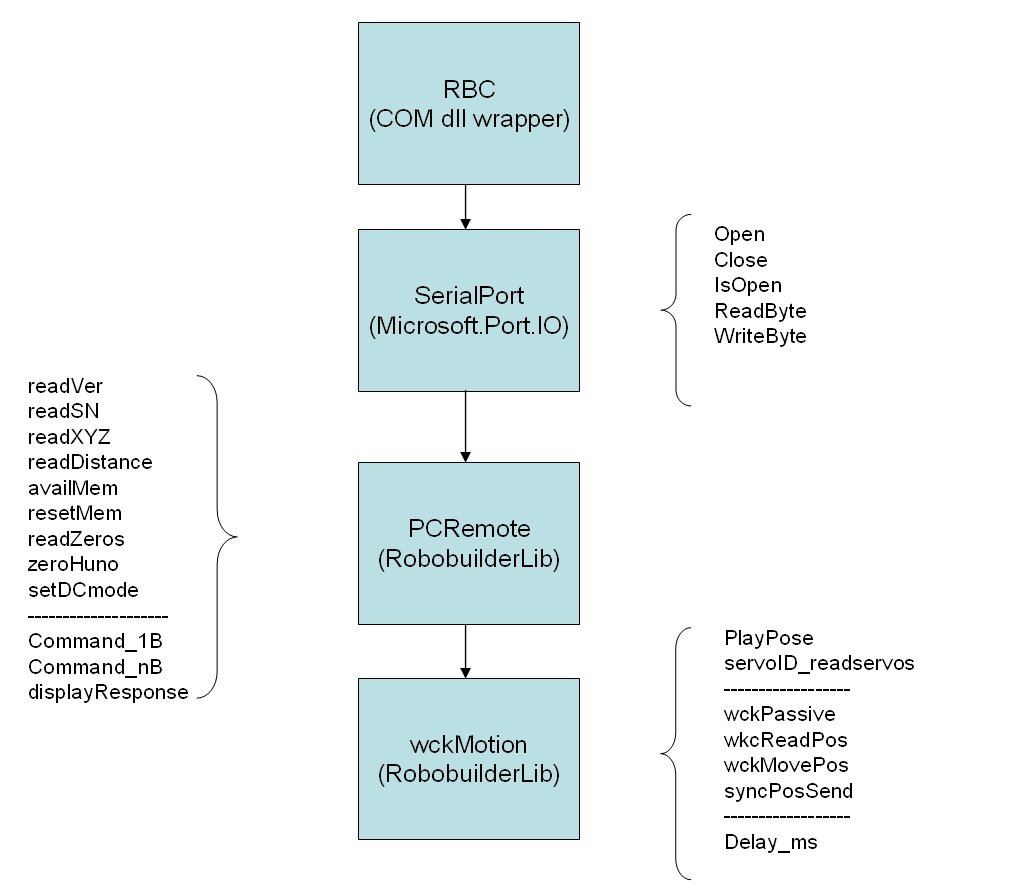 RBC
(COM dll wrapper)
SerialPort
(Microsoft.Port.IO)
Open
Close
IsOpen
ReadByte
WriteByte
readVer
readSN
readXYZ
readDistance
availMem
resetMem
readZeros
zeroHuno
setDCmode
--------------------
Command_1B
Command_nB
displayResponse
PCRemote
(RobobuilderLib)
wckMotion
(RobobuilderLib)
PlayPose
servoID_readservos
------------------
wckPassive
wkcReadPos
wckMovePos
syncPosSend
------------------
Delay_ms